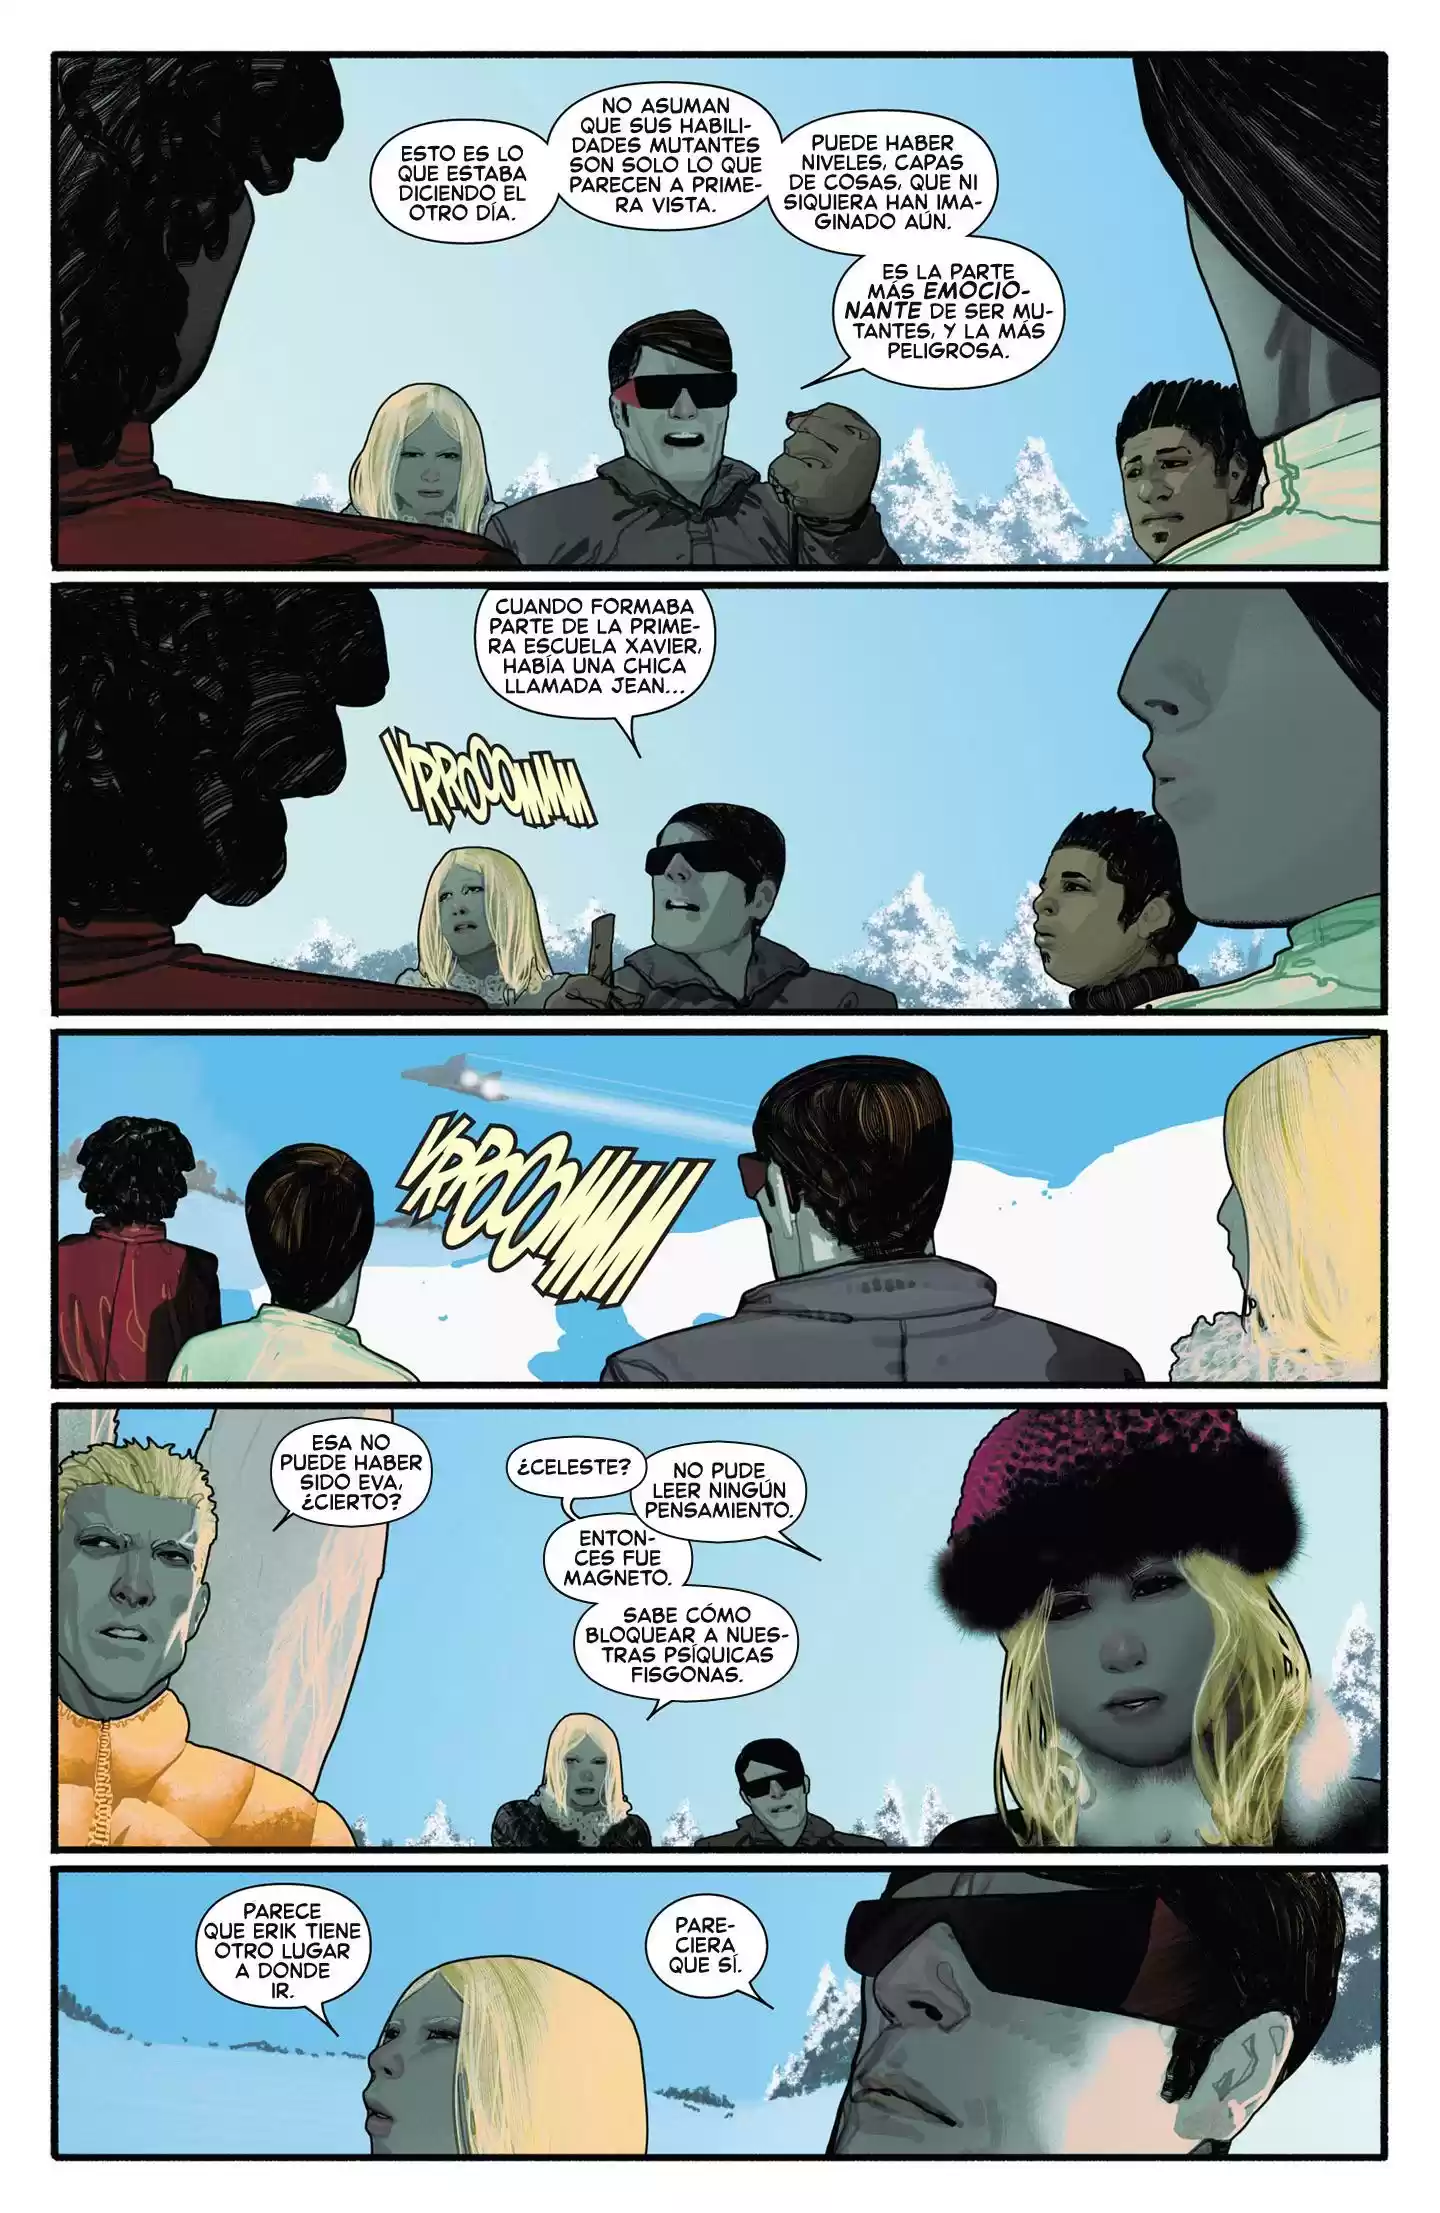 ESTO ES LO
QUE ESTABA
DICIENDO EL
OTRO DÍA.
NO ASUMAN
QUE SUS HABILI-
DADES MUTANTES
SON SOLO LO QUE
PARECEN A PRIME-
RA VISTA.
PUEDE HABER
NIVELES, CAPAS
DE COSAS, QUE NI
SIQUIERA HAN IMA-
GINADO AÚN.
ES LA PARTE
MÁS EMOCIO-
NANTE DE SER MU-
TANTES, Y LA MÁS
PELIGROSA.
CUANDO FORMABA
PARTE DE LA PRIME-
RA ESCUELA XAVIER,
HABÍA UNA CHICA
LLAMADA JEAN...
VRROOOMMM
VRROOOMMMM
ESA NO
PUEDE HABER
SIDO EVA,
¿CIERTO?
¿CELESTE?
NO PUDE
LEER NINGÚN
PENSAMIENTO.
ENTON-
CES FUE
MAGNETO.
SABE CÓMO
BLOQUEAR A NUES-
TRAS PSÍQUICAS
FISGONAS.
PARECE
QUE ERIK TIENE
OTRO LUGAR
A DONDE
IR.
PARE-
CIERA
QUE SÍ.